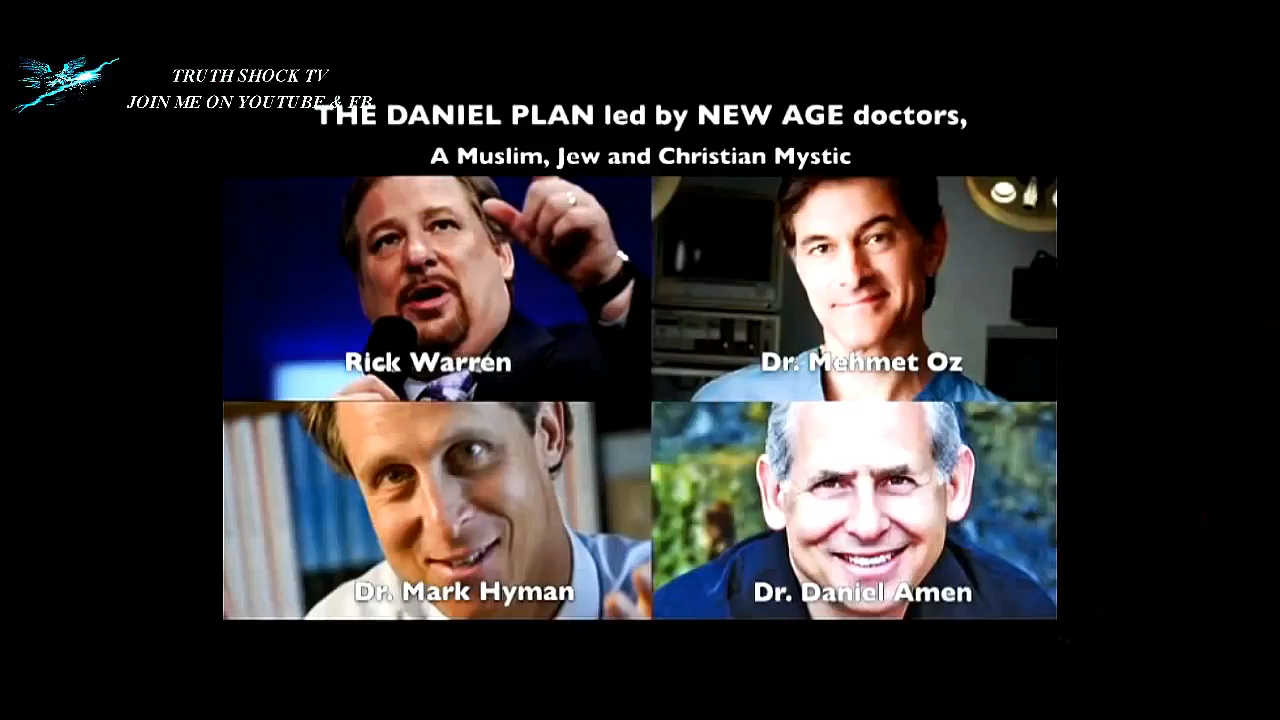 TRUTH SHOCK TV
JOIN ME ON YOUTUBE & FB
THE DANIEL PLAN led by NEW AGE doctors,
A Muslim, Jew and Christian Mystic
Rick Warren
Dr. Mehmet Oz
Dr. Mark Hyman
Dr. Daniel Amen